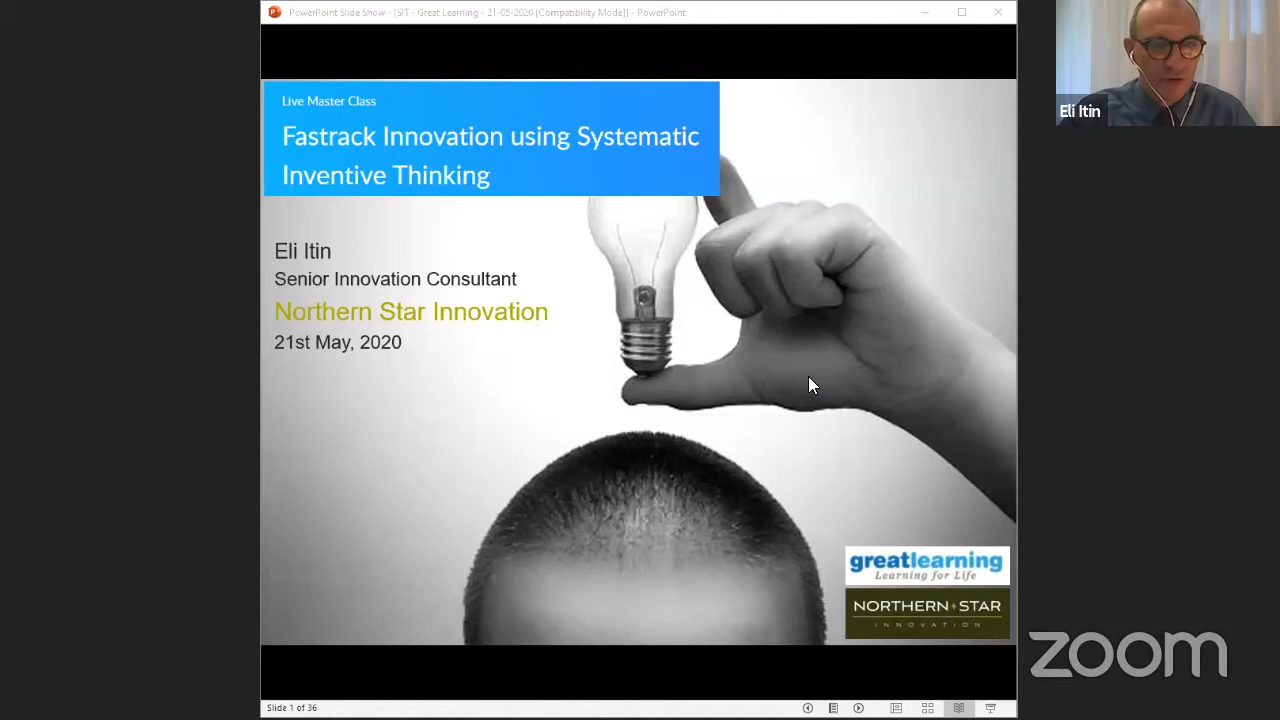 PowerPoint Slide Show - [SIT - Great Learning - 21-05-2020 [Compatibility Mode]] - PowerPoint
Live Master Class
Fastrack Innovation using Systematic
Inventive Thinking
Eli Itin
Senior Innovation Consultant
Northern Star Innovation
21st May, 2020
Eli Itin
greatlearning
Learning for Life
NORTHERN+STAR
INNOVATION
zoom
Slide 1 of 36